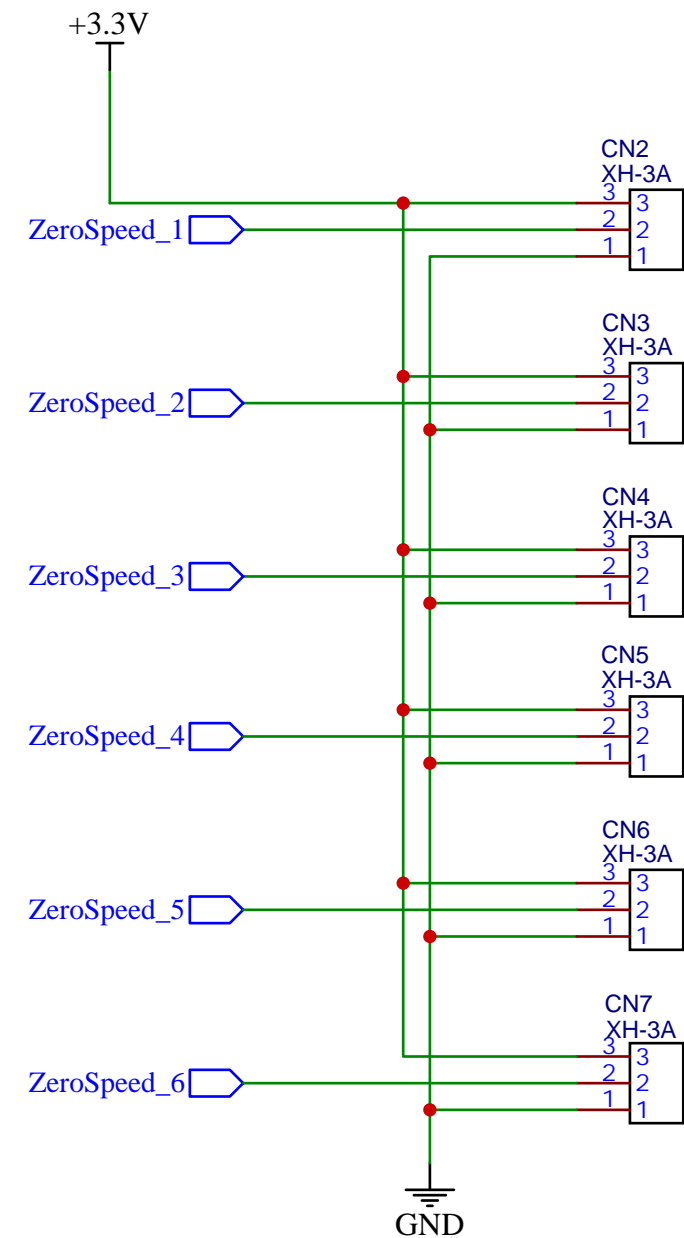 +3.3V
CN2
XH-3A
3 3
ZeroSpeed_1 2 2
1 1
CN3
XH-3A
3 3
ZeroSpeed_2 2 2
1 1
CN4
XH-3A
3 3
ZeroSpeed_3 2 2
1 1
CN5
XH-3A
3 3
ZeroSpeed_4 2 2
1 1
CN6
XH-3A
3 3
ZeroSpeed_5 2 2
1 1
CN7
XH-3A
3 3
ZeroSpeed_6 2 2
1 1
GND